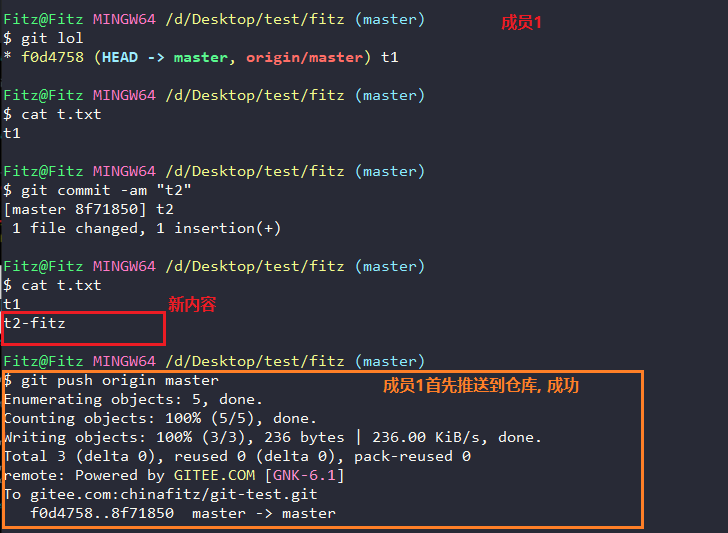 Fitz@Fitz MINGW64 /d/Desktop/test/fitz (master) 成员1
$ git lol
* f0d4758 (HEAD -> master, origin/master) t1
Fitz@Fitz MINGW64 /d/Desktop/test/fitz (master)
$ cat t.txt
t1
Fitz@Fitz MINGW64 /d/Desktop/test/fitz (master)
$ git commit -am "t2"
[master 8f71850] t2
 1 file changed, 1 insertion(+)
Fitz@Fitz MINGW64 /d/Desktop/test/fitz (master)
$ cat t.txt
t1
新内容
t2-fitz
Fitz@Fitz MINGW64 /d/Desktop/test/fitz (master)
$ git push origin master 成员1首先推送到仓库, 成功
Enumerating objects: 5, done.
Counting objects: 100% (5/5), done.
Writing objects: 100% (3/3), 236 bytes | 236.00 KiB/s, done.
Total 3 (delta 0), reused 0 (delta 0), pack-reused 0
remote: Powered by GITEE.COM [GNK-6.1]
To gitee.com:chinafitz/git-test.git
   f0d4758..8f71850  master -> master